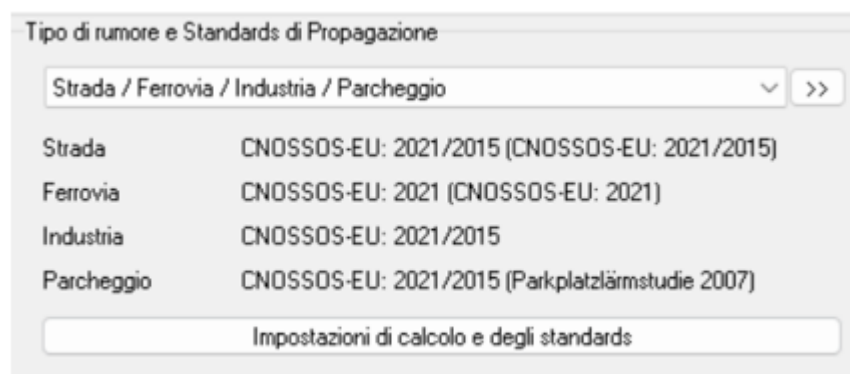 Tipo di rumore e Standards di Propagazione
Strada / Ferrovia / Industria / Parcheggio >>
Strada CNOSSOS-EU: 2021/2015 (CNOSSOS-EU: 2021/2015)
Ferrovia CNOSSOS-EU: 2021 (CNOSSOS-EU: 2021)
Industria CNOSSOS-EU: 2021/2015
Parcheggio CNOSSOS-EU: 2021/2015 (Parkplatzlärmstudie 2007)
Impostazioni di calcolo e degli standards